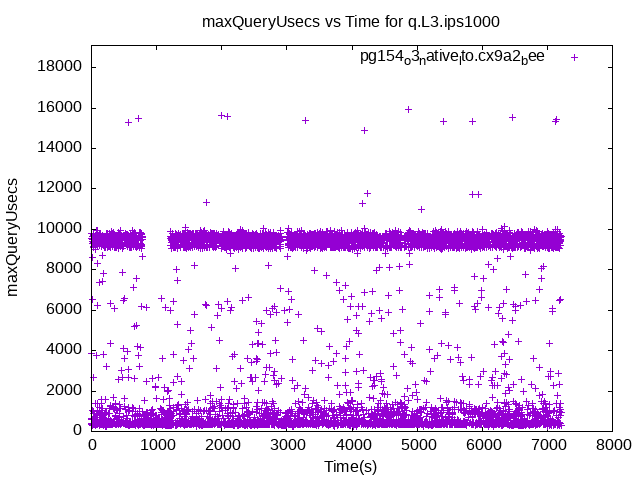 maxQueryUsecs vs Time for q.L3.ips1000
pg154o3native_lto.cx9a2bee
maxQueryUsecs
18000
16000
14000
12000
10000
8000
6000
4000
2000
0
0 1000 2000 3000 4000 5000 6000 7000 8000
Time(s)